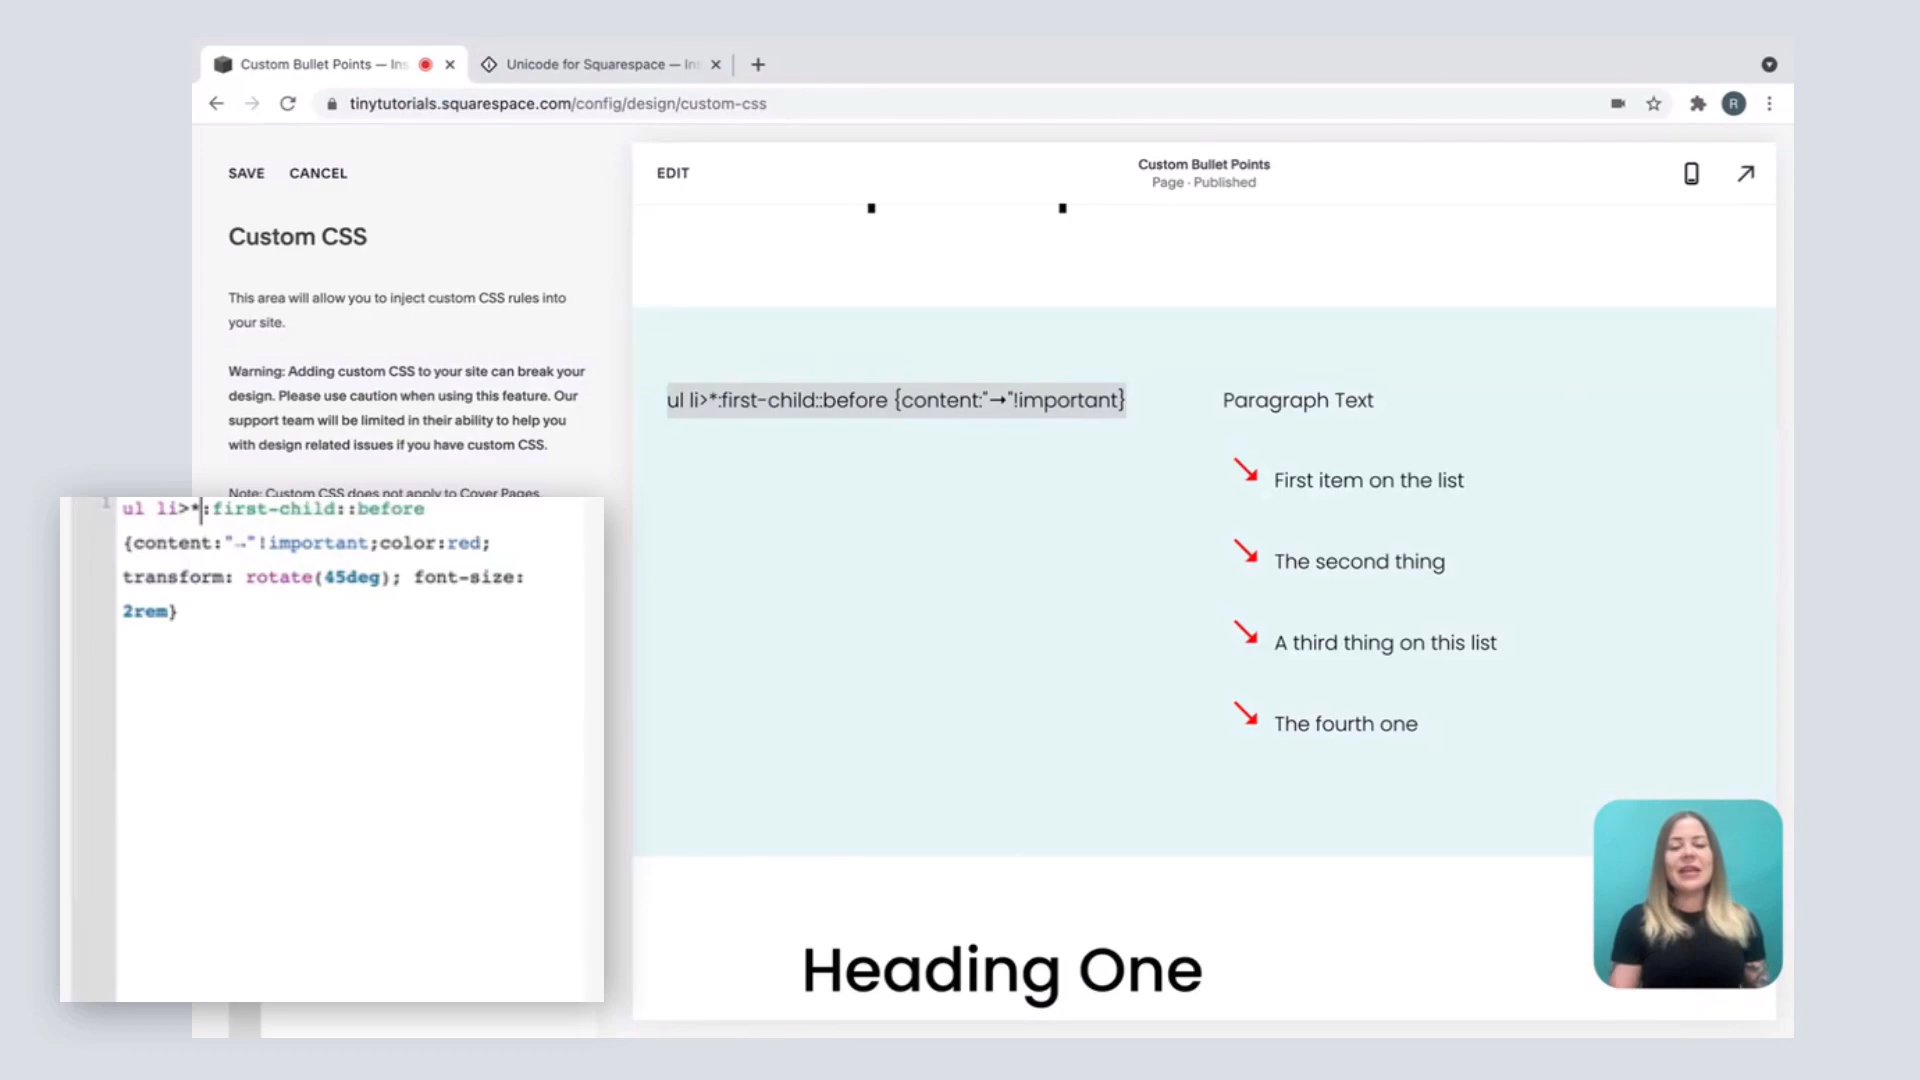 Custom Bullet Points — Ins
Unicode for Squarespace — In
tinytutorials.squarespace.com/config/design/custom-css
R
SAVE CANCEL
EDIT
Custom Bullet Points
Page · Published
Custom CSS
This area will allow you to inject custom CSS rules into
your site.
Warning: Adding custom CSS to your site can break your
design. Please use caution when using this feature. Our
support team will be limited in their ability to help you
with design related issues if you have custom CSS.
Note: Custom CSS does not apply to Cover Pages.
1 ul li>*:first-child::before
{content:"→"!important;color:red;
transform: rotate(45deg); font-size:
2rem}
ul li>*:first-child::before {content:"→"!important}
Paragraph Text
First item on the list
The second thing
A third thing on this list
The fourth one
Heading One